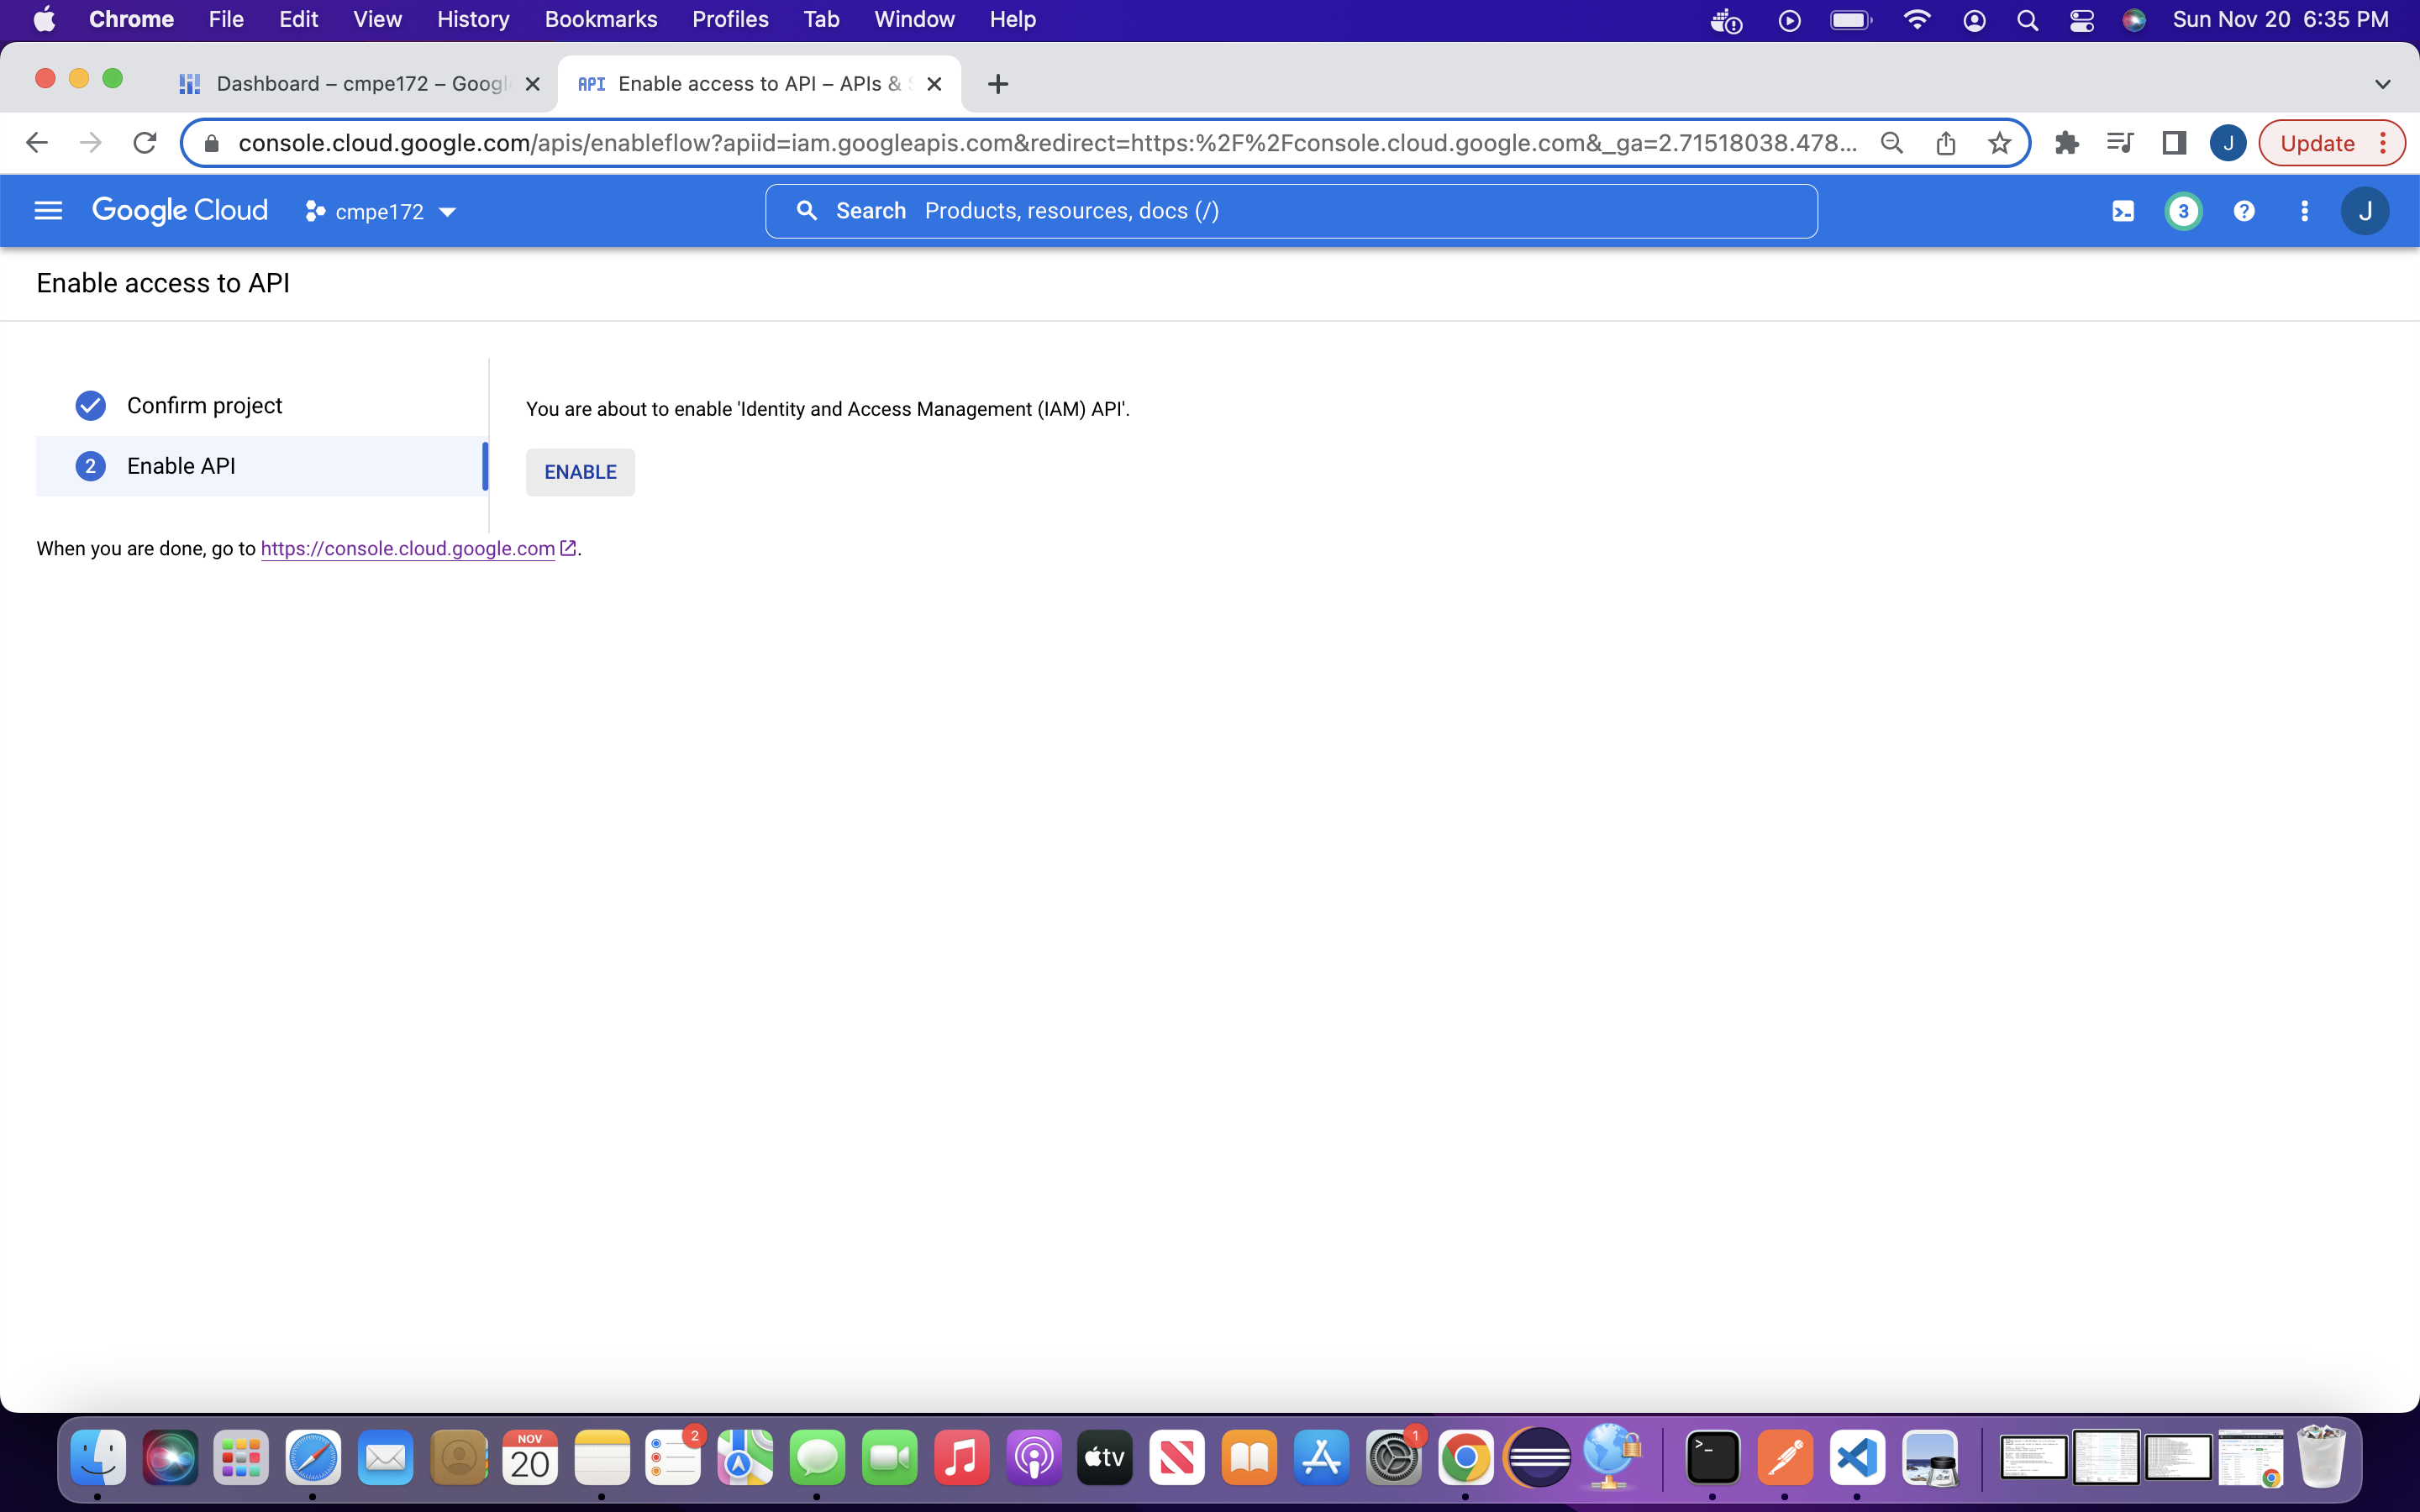 Chrome File Edit View History Bookmarks Profiles Tab Window Help Sun Nov 20 6:35 PM
Dashboard – cmpe172 – Googl API Enable access to API – APIs &
console.cloud.google.com/apis/enableflow?apiid=iam.googleapis.com&redirect=https:%2F%2Fconsole.cloud.google.com&_ga=2.71518038.478... J Update
Google Cloud cmpe172 Search Products, resources, docs (/) 3 ? J
Enable access to API
Confirm project
You are about to enable 'Identity and Access Management (IAM) API'.
2 Enable API
ENABLE
When you are done, go to https://console.cloud.google.com.
NOV 2 1
20 tv >_